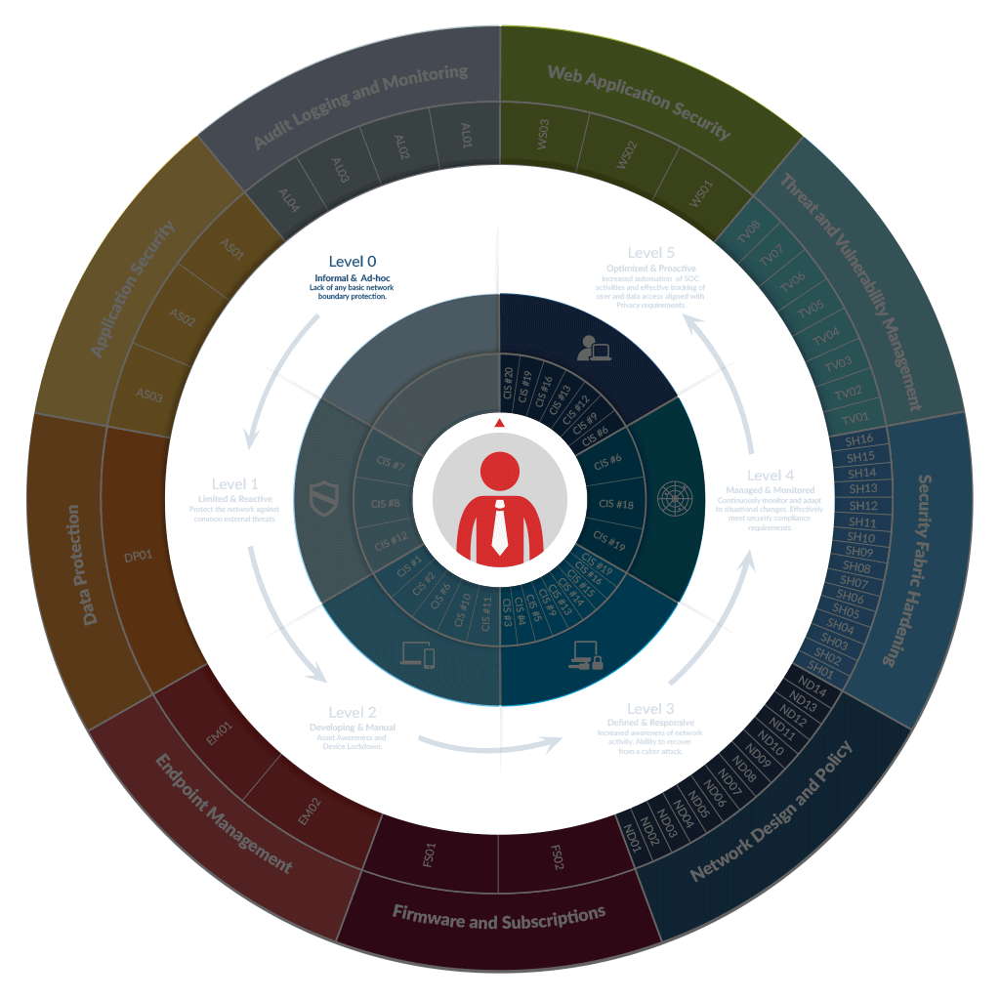 Audit Logging and Monitoring
AL04
AL03
AL02
AL01
Web Application Security
WS03
WS02
WS01
Threat and Vulnerability Management
TV08
TV07
TV06
TV05
TV04
TV03
TV02
TV01
Security Fabric Hardening
SH16
SH15
SH14
SH13
SH12
SH11
SH10
SH09
SH08
SH07
SH06
SH05
SH04
SH03
SH02
SH01
Network Design and Policy
ND14
ND13
ND12
ND11
ND10
ND09
ND08
ND07
ND06
ND05
ND04
ND03
ND02
ND01
Firmware and Subscriptions
FS02
FS01
Endpoint Management
EM02
EM01
Data Protection
DP01
Application Security
AS03
AS02
AS01
Level 0
Informal & Ad-hoc
Lack of any basic network
boundary protection.
Level 1
Limited & Reactive
Protect the network against
common external threats.
Level 2
Developing & Manual
Asset Awareness and
Device Lockdown.
Level 3
Defined & Responsive
Increased awareness of network
activity. Ability to recover
from a cyber attack.
Level 4
Managed & Monitored
Continuously monitor and adapt
to situational changes. Effectively
meet security compliance
requirements.
Level 5
Optimized & Proactive
Increased automation of SOC
activities and effective tracking of
user and data access aligned with
Privacy requirements.
CIS #20
CIS #19
CIS #16
CIS #13
CIS #12
CIS #9
CIS #6
CIS #6
CIS #18
CIS #19
CIS #19
CIS #16
CIS #15
CIS #14
CIS #13
CIS #9
CIS #5
CIS #4
CIS #3
CIS #11
CIS #10
CIS #6
CIS #2
CIS #1
CIS #12
CIS #8
CIS #7